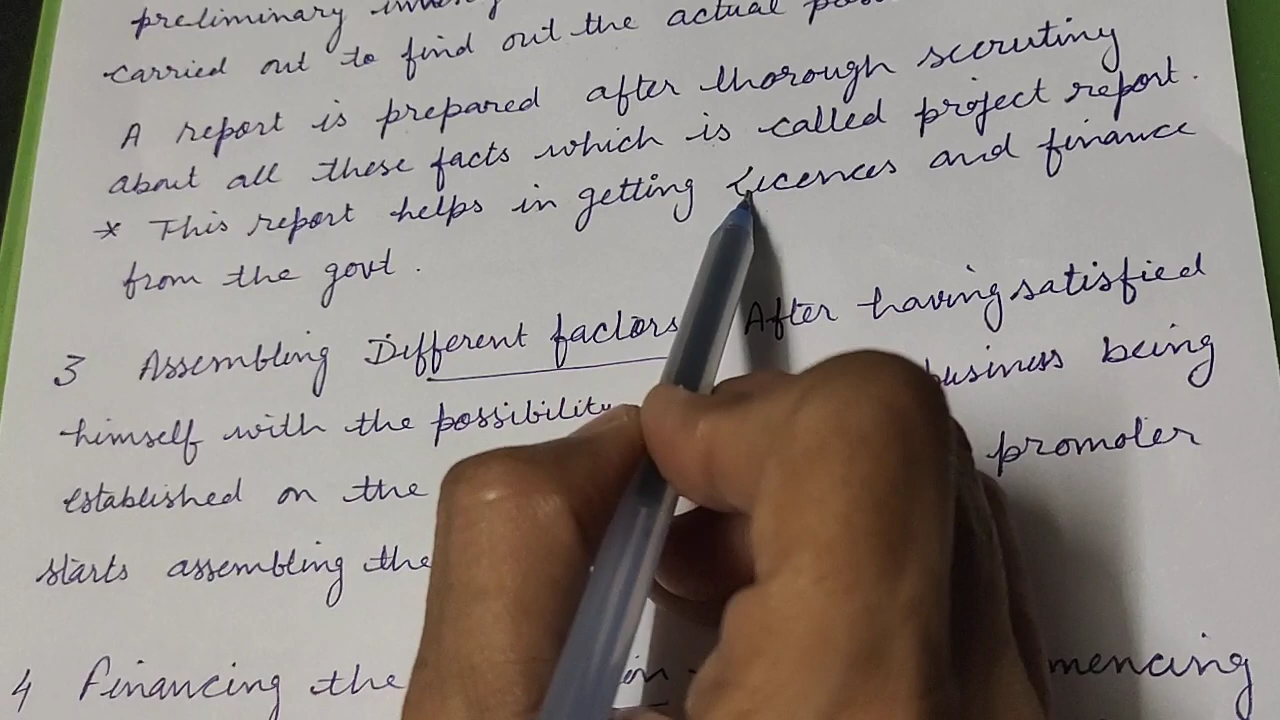 preliminary
carried out to find out the actual
A report is prepared after thorough sccrutiny
about all these facts which is called project report.
* This report helps in getting Licences and finance
from the govt.
3 Assembling Different factors After having satisfied
himself with the possibility business being
established on the promoter
starts assembling the
4 Financing the mencing